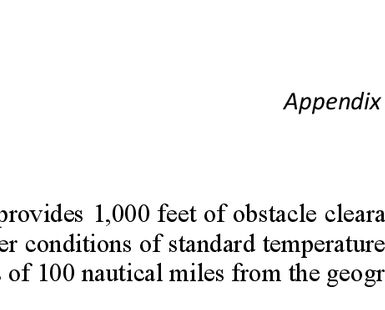 Appendix
provides 1,000 feet of obstacle cleara
er conditions of standard temperature
of 100 nautical miles from the geogr